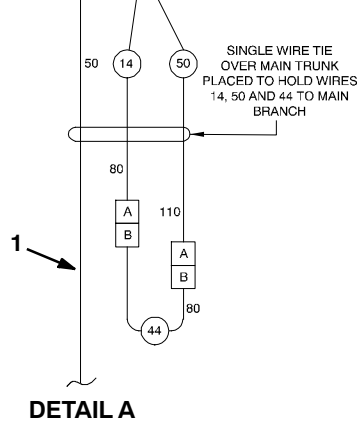 SINGLE WIRE TIE
OVER MAIN TRUNK
PLACED TO HOLD WIRES
14, 50 AND 44 TO MAIN
BRANCH
50
14
50
80
A
B
110
A
B
1
80
44
DETAIL A